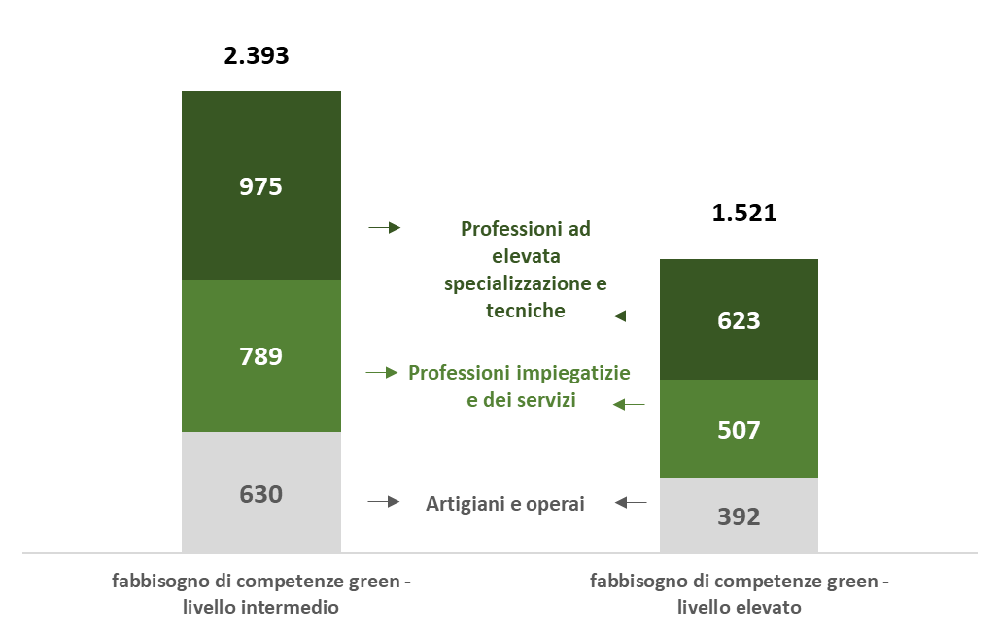 2.393
975
789
630
Professioni ad
elevata
specializzazione e
tecniche
Professioni impiegatizie
e dei servizi
Artigiani e operai
1.521
623
507
392
fabbisogno di competenze green -
livello intermedio
fabbisogno di competenze green -
livello elevato